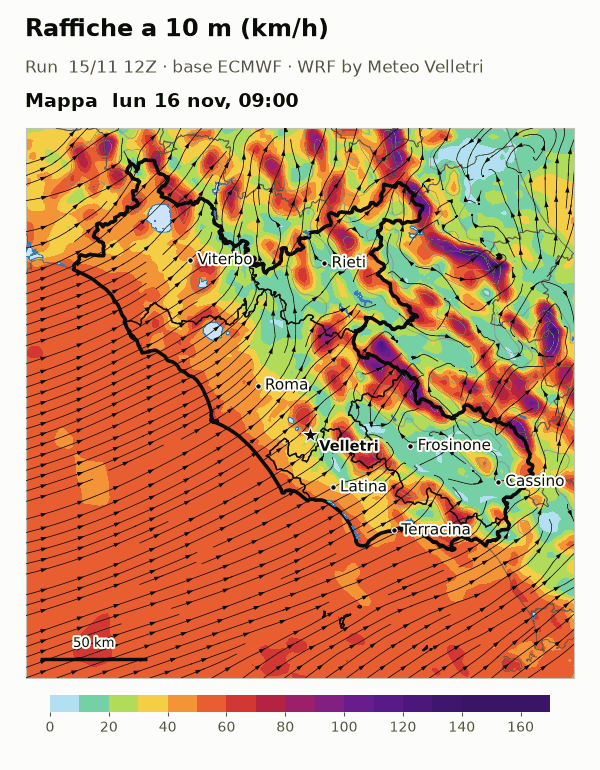 Raffiche a 10 m (km/h)
Run  15/11 12Z · base ECMWF · WRF by Meteo Velletri
Mappa  lun 16 nov, 09:00
Viterbo
Rieti
Roma
Velletri
Frosinone
Cassino
Latina
Terracina
50 km
0 20 40 60 80 100 120 140 160